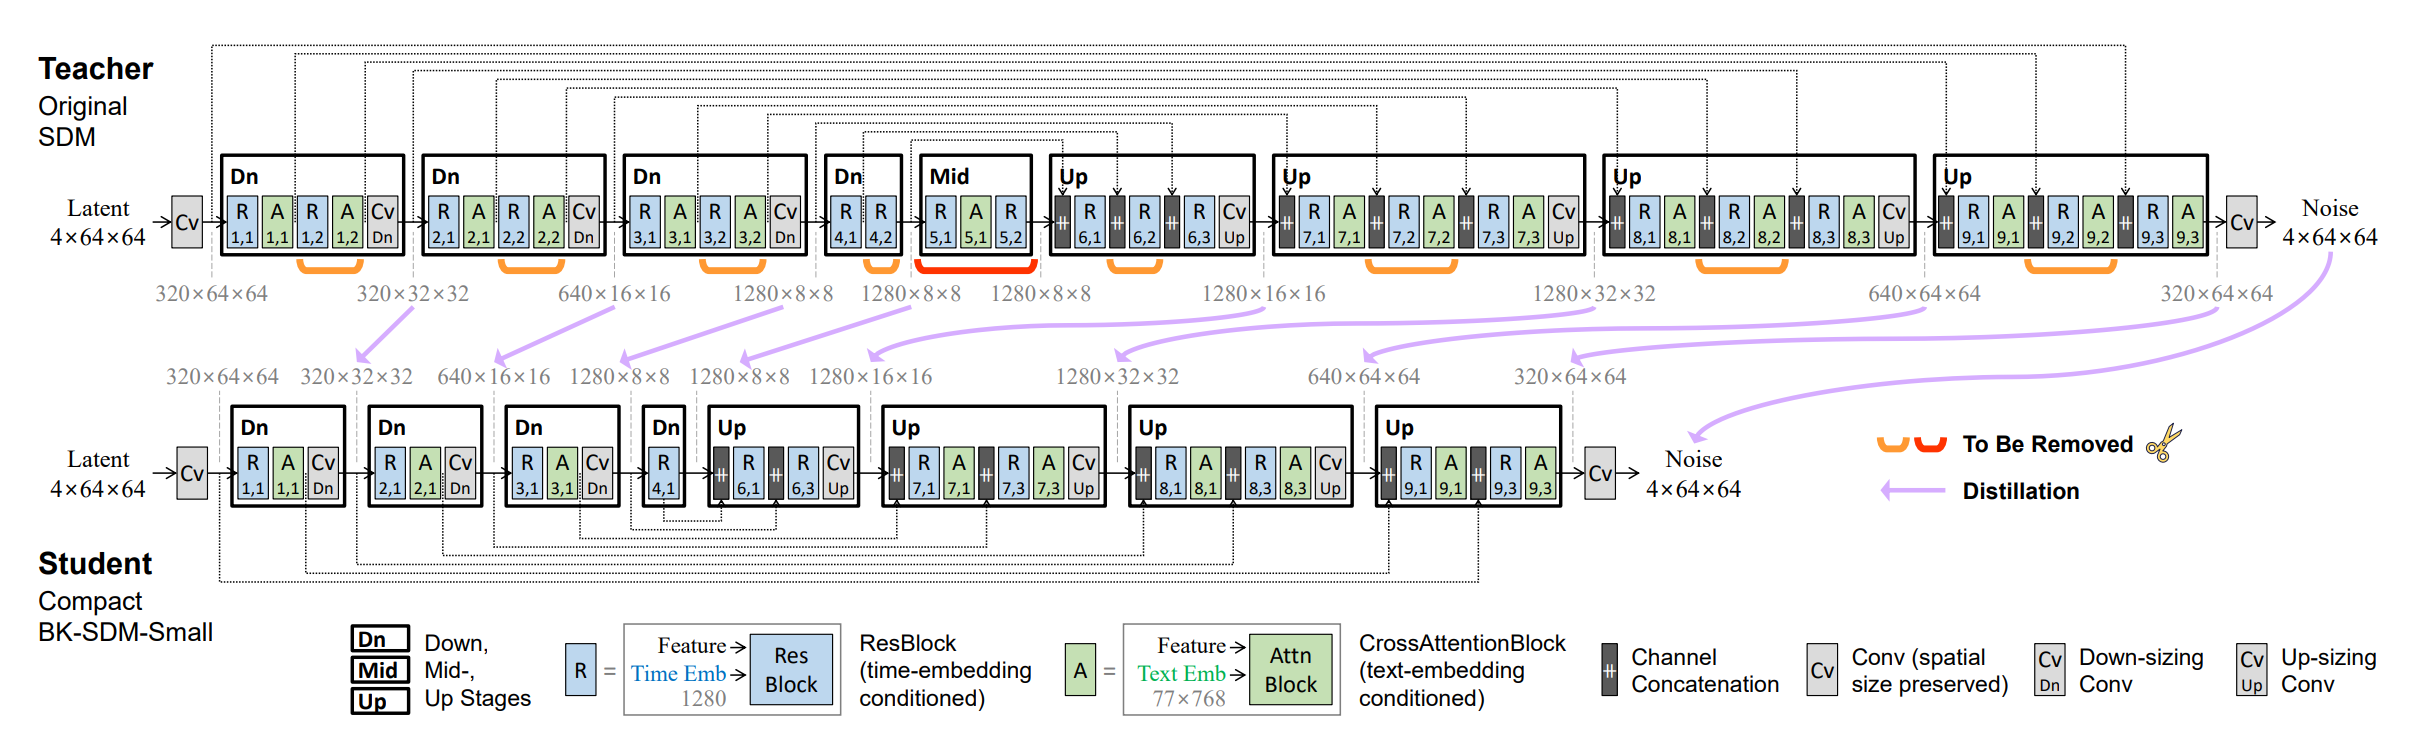 Teacher
Original
SDM
Latent
4×64×64
Cv
Dn
R 1,1 A 1,1 R 1,2 A 1,2 Cv Dn
Dn
R 2,1 A 2,1 R 2,2 A 2,2 Cv Dn
Dn
R 3,1 A 3,1 R 3,2 A 3,2 Cv Dn
Dn
R 4,1 R 4,2
Mid
R 5,1 A 5,1 R 5,2
Up
⧺ R 6,1 ⧺ R 6,2 ⧺ R 6,3 Cv Up
Up
⧺ R 7,1 A 7,1 ⧺ R 7,2 A 7,2 ⧺ R 7,3 A 7,3 Cv Up
Up
⧺ R 8,1 A 8,1 ⧺ R 8,2 A 8,2 ⧺ R 8,3 A 8,3 Cv Up
Up
⧺ R 9,1 A 9,1 ⧺ R 9,2 A 9,2 ⧺ R 9,3 A 9,3
Cv
Noise
4×64×64
320×64×64 320×32×32 640×16×16 1280×8×8 1280×8×8 1280×8×8 1280×16×16 1280×32×32 640×64×64 320×64×64
320×64×64 320×32×32 640×16×16 1280×8×8 1280×8×8 1280×16×16 1280×32×32 640×64×64 320×64×64
Latent
4×64×64
Cv
Dn
R 1,1 A 1,1 Cv Dn
Dn
R 2,1 A 2,1 Cv Dn
Dn
R 3,1 A 3,1 Cv Dn
Dn
R 4,1
Up
⧺ R 6,1 ⧺ R 6,3 Cv Up
Up
⧺ R 7,1 A 7,1 ⧺ R 7,3 A 7,3 Cv Up
Up
⧺ R 8,1 A 8,1 ⧺ R 8,3 A 8,3 Cv Up
Up
⧺ R 9,1 A 9,1 ⧺ R 9,3 A 9,3
Cv
Noise
4×64×64
To Be Removed
Distillation
Student
Compact
BK-SDM-Small
Dn
Mid
Up
Down,
Mid-,
Up Stages
R =
Feature
Time Emb
1280
Res
Block
ResBlock
(time-embedding
conditioned)
A =
Feature
Text Emb
77×768
Attn
Block
CrossAttentionBlock
(text-embedding
conditioned)
⧺
Channel
Concatenation
Cv
Conv (spatial
size preserved)
Cv
Dn
Down-sizing
Conv
Cv
Up
Up-sizing
Conv